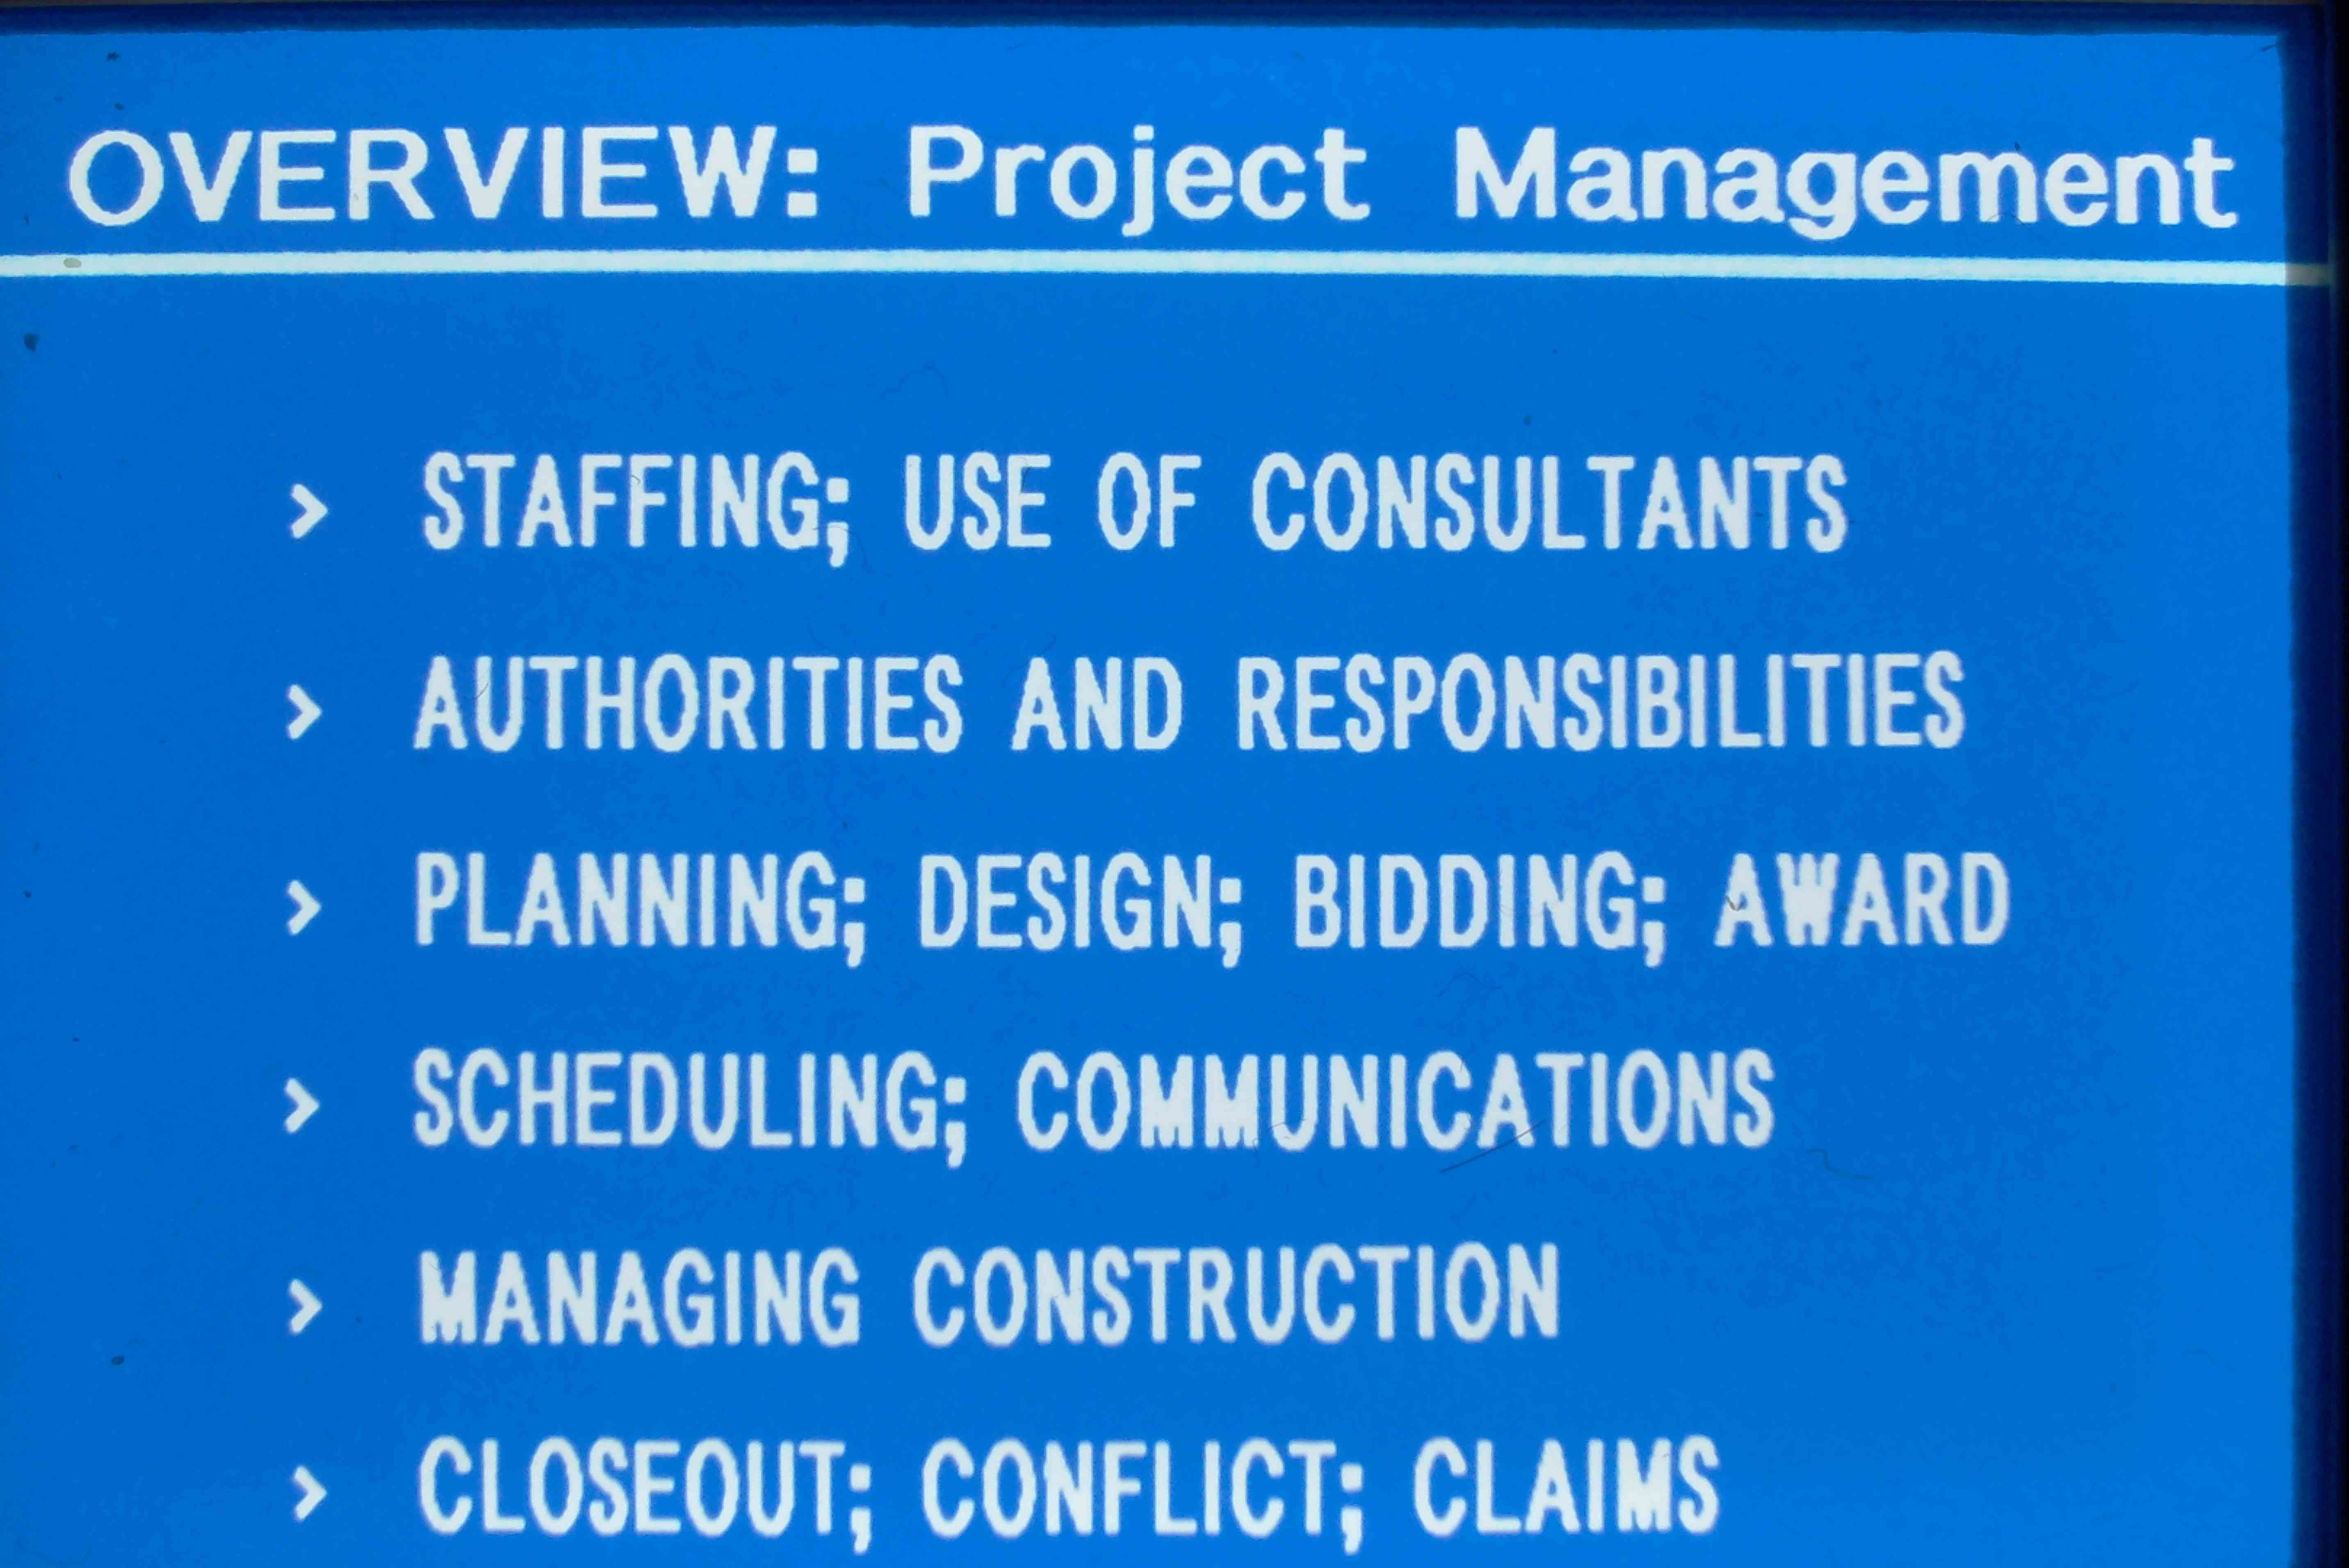 OVERVIEW: Project Management
> STAFFING; USE OF CONSULTANTS
> AUTHORITIES AND RESPONSIBILITIES
> PLANNING; DESIGN; BIDDING; AWARD
> SCHEDULING; COMMUNICATIONS
> MANAGING CONSTRUCTION
> CLOSEOUT; CONFLICT; CLAIMS